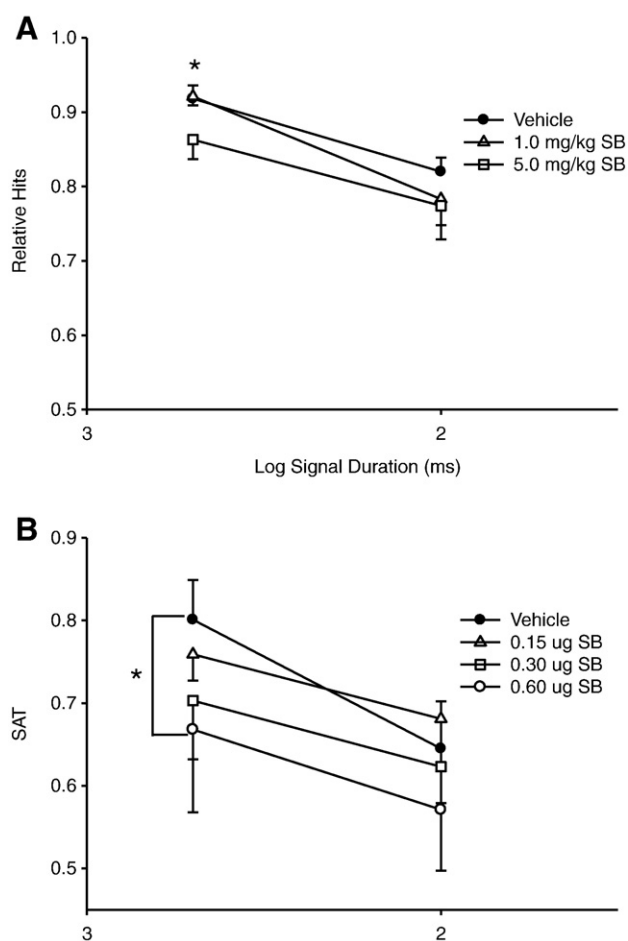 A
1.0
*
0.9
Vehicle
1.0 mg/kg SB
5.0 mg/kg SB
0.8
Relative Hits
0.7
0.6
0.5
3
2
Log Signal Duration (ms)
B
0.9
0.8
Vehicle
0.15 ug SB
0.30 ug SB
0.60 ug SB
*
0.7
SAT
0.6
0.5
3
2